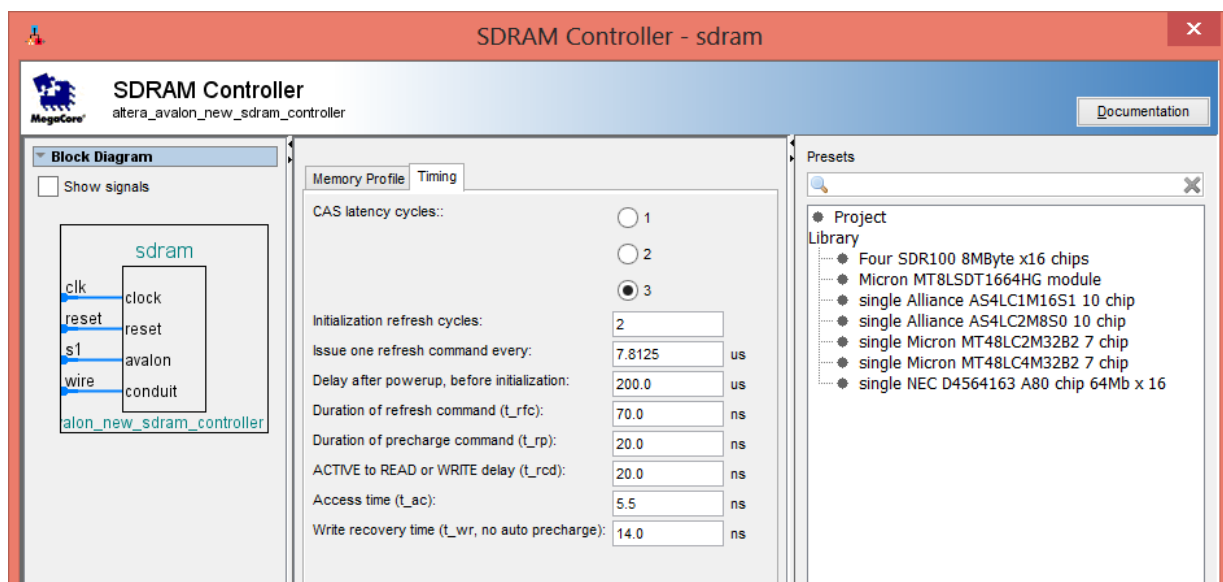 SDRAM Controller - sdram
SDRAM Controller
altera_avalon_new_sdram_controller
MegaCore'
Documentation
Block Diagram
Show signals
sdram
clk
clock
reset
reset
s1
avalon
wire
conduit
valon_new_sdram_controller
Memory Profile Timing
CAS latency cycles::
1
2
3
Initialization refresh cycles: 2
Issue one refresh command every: 7.8125 us
Delay after powerup, before initialization: 200.0 us
Duration of refresh command (t_rfc): 70.0 ns
Duration of precharge command (t_rp): 20.0 ns
ACTIVE to READ or WRITE delay (t_rcd): 20.0 ns
Access time (t_ac): 5.5 ns
Write recovery time (t_wr, no auto precharge): 14.0 ns
Presets
Project
Library
Four SDR100 8MByte x16 chips
Micron MT8LSDT1664HG module
single Alliance AS4LC1M16S1 10 chip
single Alliance AS4LC2M8S0 10 chip
single Micron MT48LC2M32B2 7 chip
single Micron MT48LC4M32B2 7 chip
single NEC D4564163 A80 chip 64Mb x 16